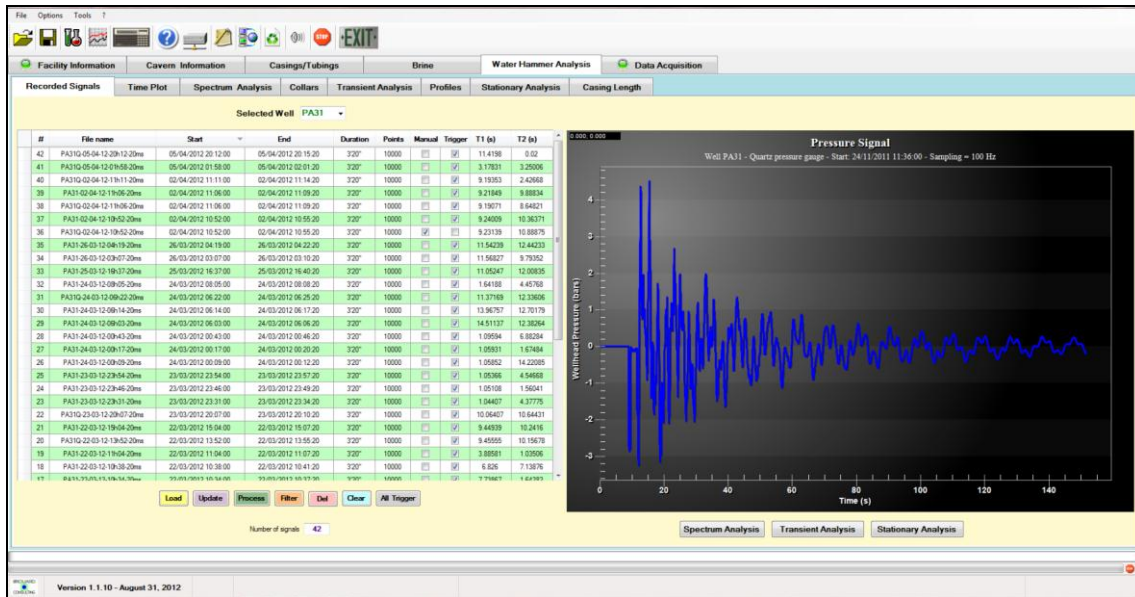 File Options Tools ?
EXIT
Facility Information Cavern Information Casings/Tubings Brine Water Hammer Analysis Data Acquisition
Recorded Signals Time Plot Spectrum Analysis Collars Transient Analysis Profiles Stationary Analysis Casing Length
Selected Well PA31
# File name Start End Duration Points Manual Trigger T1 (s) T2 (s)
42 PA31Q-05-04-12-20h12-20ms 05/04/2012 20:12:00 05/04/2012 20:15:20 3'20" 10000 11.4198 0.02
41 PA31Q-05-04-12-01h58-20ms 05/04/2012 01:58:00 05/04/2012 02:01:20 3'20" 10000 3.17831 3.25006
40 PA31Q-02-04-12-11h11-20ms 02/04/2012 11:11:00 02/04/2012 11:14:20 3'20" 10000 9.19353 2.42668
39 PA31-02-04-12-11h06-20ms 02/04/2012 11:06:00 02/04/2012 11:09:20 3'20" 10000 9.21849 9.88834
38 PA31Q-02-04-12-11h06-20ms 02/04/2012 11:06:00 02/04/2012 11:09:20 3'20" 10000 9.19071 8.64821
37 PA31-02-04-12-10h52-20ms 02/04/2012 10:52:00 02/04/2012 10:55:20 3'20" 10000 9.24009 10.36371
36 PA31Q-02-04-12-10h52-20ms 02/04/2012 10:52:00 02/04/2012 10:55:20 3'20" 10000 9.23139 10.88875
35 PA31-26-03-12-04h19-20ms 26/03/2012 04:19:00 26/03/2012 04:22:20 3'20" 10000 11.54239 12.44233
34 PA31-26-03-12-03h07-20ms 26/03/2012 03:07:00 26/03/2012 03:10:20 3'20" 10000 11.56827 9.79352
33 PA31-25-03-12-16h37-20ms 25/03/2012 16:37:00 25/03/2012 16:40:20 3'20" 10000 11.05247 12.00835
32 PA31-24-03-12-08h05-20ms 24/03/2012 08:05:00 24/03/2012 08:08:20 3'20" 10000 1.64188 4.45768
31 PA31Q-24-03-12-06h22-20ms 24/03/2012 06:22:00 24/03/2012 06:25:20 3'20" 10000 11.37169 12.33606
30 PA31-24-03-12-06h14-20ms 24/03/2012 06:14:00 24/03/2012 06:17:20 3'20" 10000 13.96757 12.70179
29 PA31-24-03-12-06h03-20ms 24/03/2012 06:03:00 24/03/2012 06:06:20 3'20" 10000 14.51137 12.38264
28 PA31-24-03-12-00h43-20ms 24/03/2012 00:43:00 24/03/2012 00:46:20 3'20" 10000 1.09594 6.88284
27 PA31-24-03-12-00h17-20ms 24/03/2012 00:17:00 24/03/2012 00:20:20 3'20" 10000 1.05931 1.67484
26 PA31-24-03-12-00h09-20ms 24/03/2012 00:09:00 24/03/2012 00:12:20 3'20" 10000 1.05852 14.22085
25 PA31-23-03-12-23h54-20ms 23/03/2012 23:54:00 23/03/2012 23:57:20 3'20" 10000 1.05366 4.54668
24 PA31-23-03-12-23h46-20ms 23/03/2012 23:46:00 23/03/2012 23:49:20 3'20" 10000 1.05108 1.56041
23 PA31-23-03-12-23h31-20ms 23/03/2012 23:31:00 23/03/2012 23:34:20 3'20" 10000 1.04407 4.37775
22 PA31Q-23-03-12-20h07-20ms 23/03/2012 20:07:00 23/03/2012 20:10:20 3'20" 10000 10.06407 10.64431
21 PA31-22-03-12-15h04-20ms 22/03/2012 15:04:00 22/03/2012 15:07:20 3'20" 10000 9.44939 10.2416
20 PA31Q-22-03-12-13h52-20ms 22/03/2012 13:52:00 22/03/2012 13:55:20 3'20" 10000 9.45555 10.15678
19 PA31-22-03-12-11h04-20ms 22/03/2012 11:04:00 22/03/2012 11:07:20 3'20" 10000 3.88581 1.03506
18 PA31-22-03-12-10h38-20ms 22/03/2012 10:38:00 22/03/2012 10:41:20 3'20" 10000 6.826 7.13876
Load Update Process Filter Del Clear All Trigger
Number of signals 42
0.000, 0.000
Pressure Signal
Well PA31 - Quartz pressure gauge - Start: 24/11/2011 11:36:00 - Sampling = 100 Hz
Wellhead Pressure (bars)
4
3
2
1
0
-1
-2
-3
0 20 40 60 80 100 120 140
Time (s)
Spectrum Analysis Transient Analysis Stationary Analysis
Version 1.1.10 - August 31, 2012